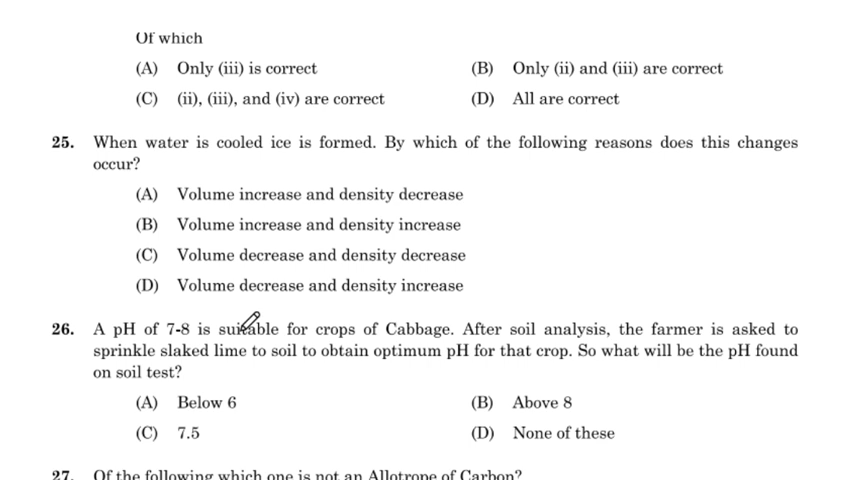 Of which
(A) Only (iii) is correct
(B) Only (ii) and (iii) are correct
(C) (ii), (iii), and (iv) are correct
(D) All are correct
25. When water is cooled ice is formed. By which of the following reasons does this changes
occur?
(A) Volume increase and density decrease
(B) Volume increase and density increase
(C) Volume decrease and density decrease
(D) Volume decrease and density increase
26. A pH of 7-8 is suitable for crops of Cabbage. After soil analysis, the farmer is asked to
sprinkle slaked lime to soil to obtain optimum pH for that crop. So what will be the pH found
on soil test?
(A) Below 6
(B) Above 8
(C) 7.5
(D) None of these
27. Of the following which one is not an Allotrope of Carbon?